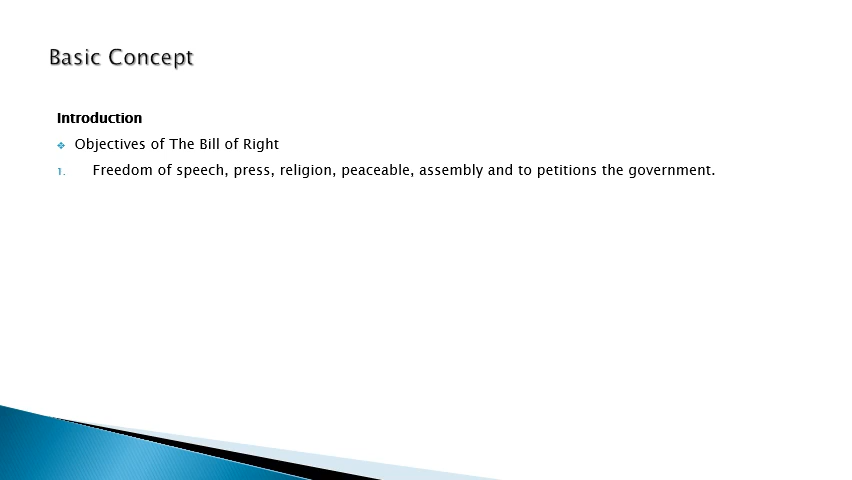 Basic Concept
Introduction
❖ Objectives of The Bill of Right
1. Freedom of speech, press, religion, peaceable, assembly and to petitions the government.